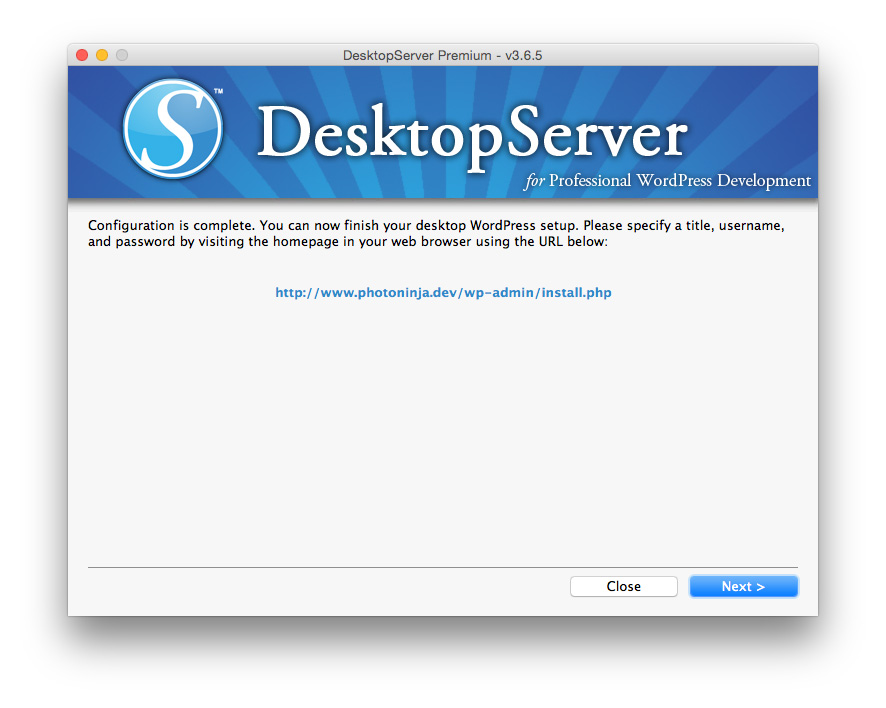 DesktopServer Premium - v3.6.5
S
TM
DesktopServer
for Professional WordPress Development
Configuration is complete. You can now finish your desktop WordPress setup. Please specify a title, username,
and password by visiting the homepage in your web browser using the URL below:
http://www.photoninja.dev/wp-admin/install.php
Close
Next >